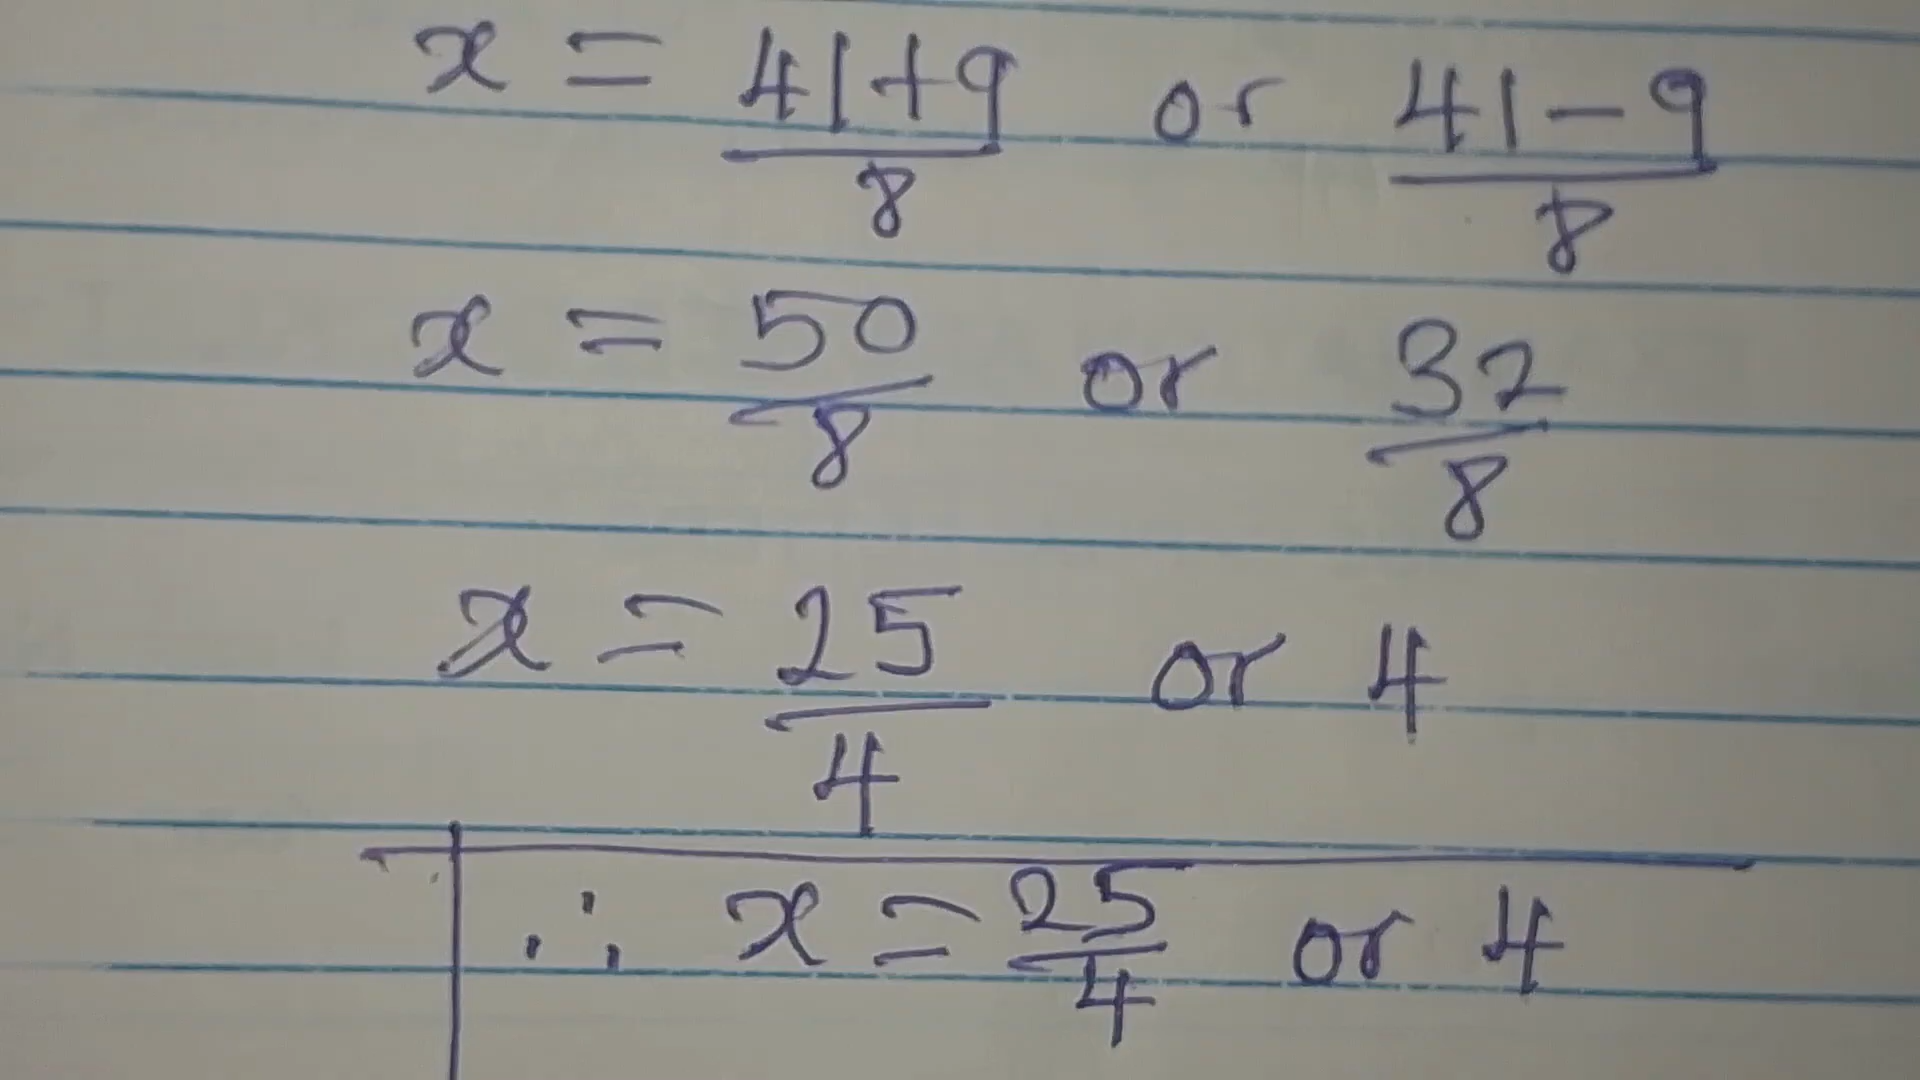 x = 41+9/8 or 41-9/8
x = 50/8 or 32/8
x = 25/4 or 4
∴ x = 25/4 or 4